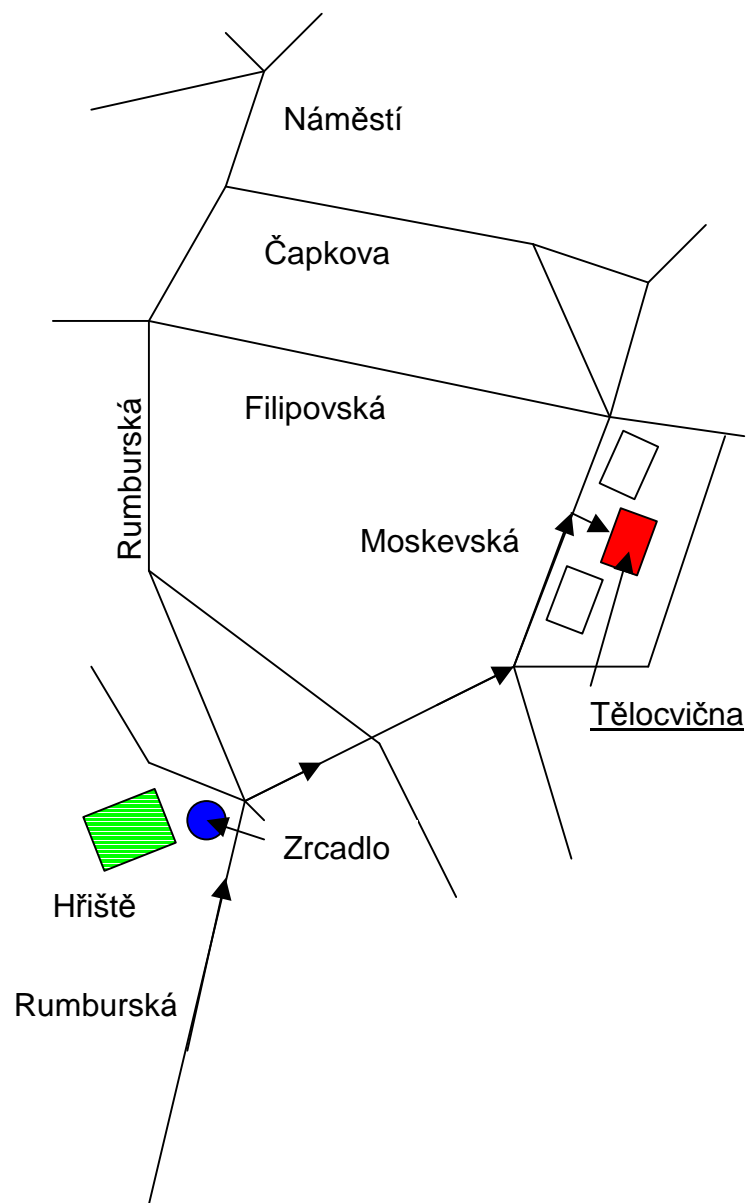 Náměstí
Čapkova
Filipovská
Rumburská
Moskevská
Tělocvična
Zrcadlo
Hřiště
Rumburská